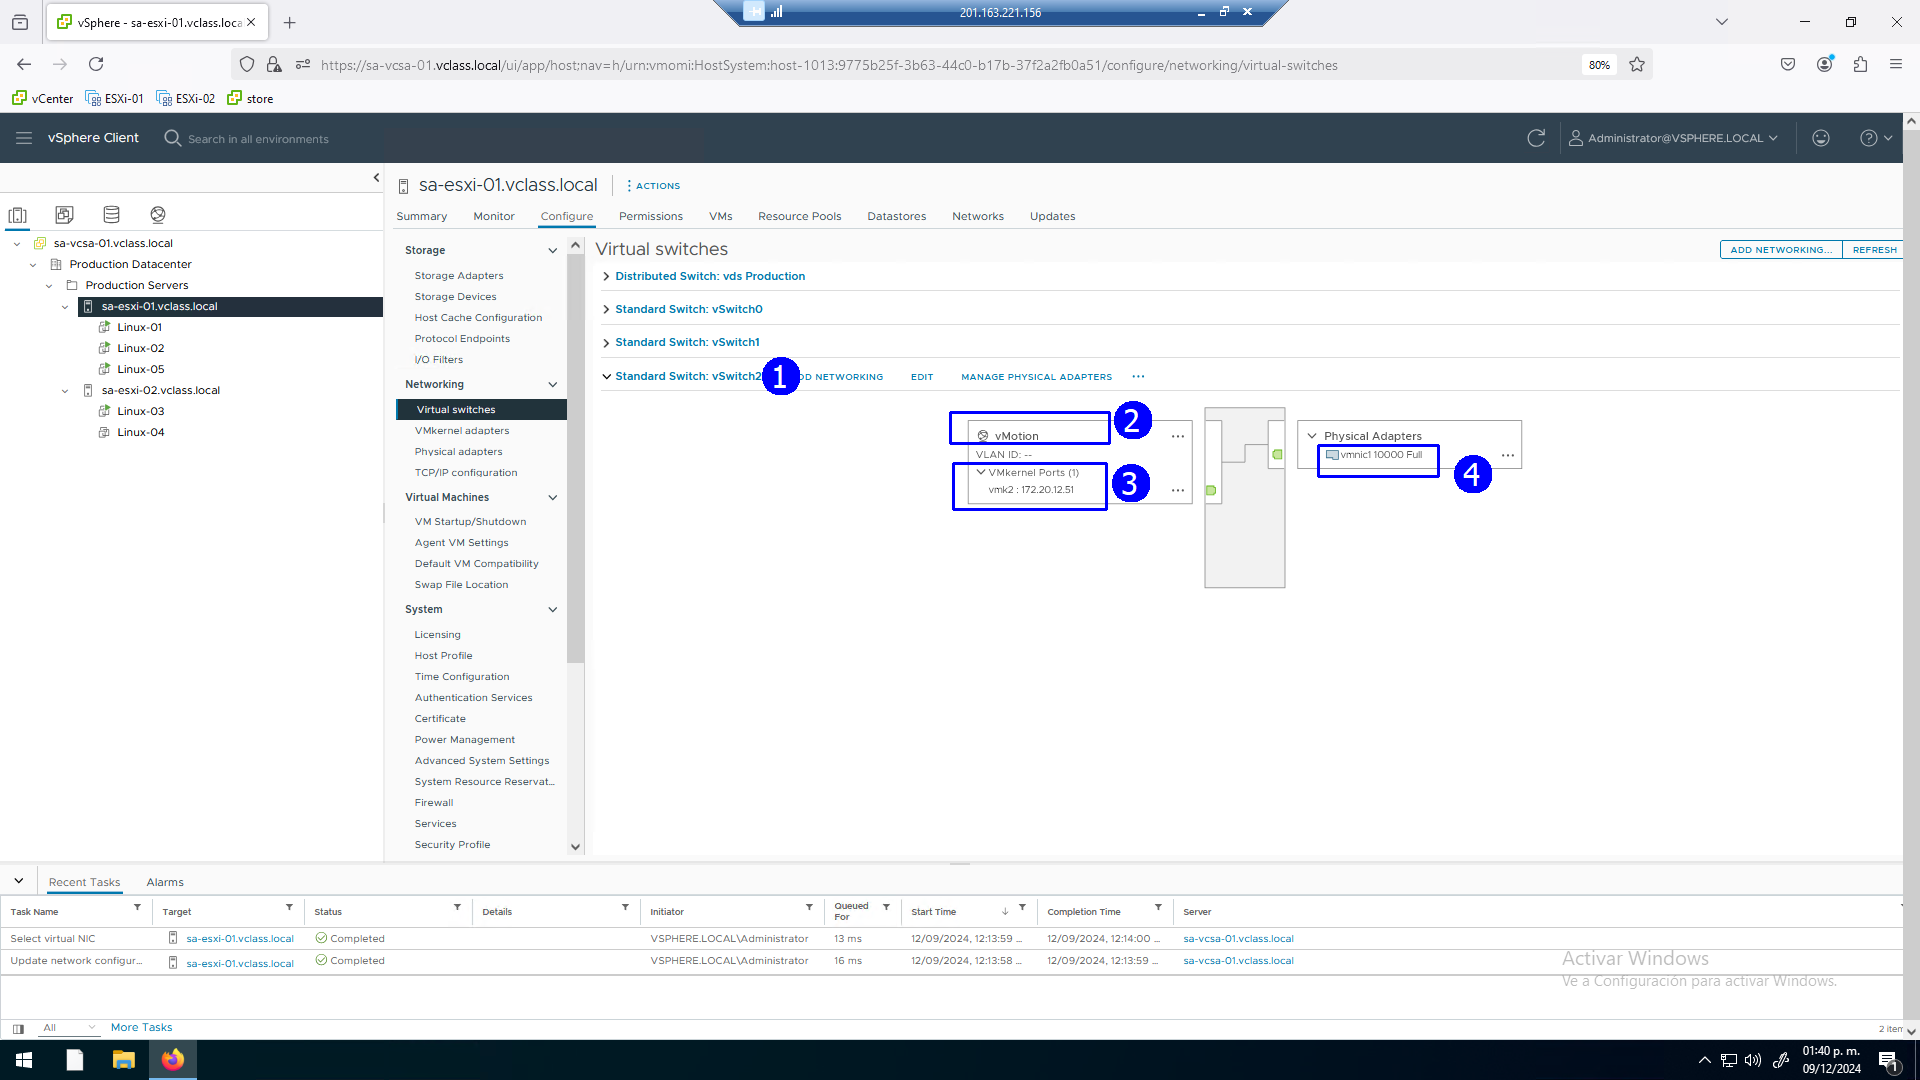 vSphere - sa-esxi-01.vclass.loca
201.163.221.156
https://sa-vcsa-01.vclass.local/ui/app/host;nav=h/urn:vmomi:HostSystem:host-1013:9775b25f-3b63-44c0-b17b-37f2a2fb0a51/configure/networking/virtual-switches
80%
vCenter
ESXi-01
ESXi-02
store
vSphere Client
Search in all environments
Administrator@VSPHERE.LOCAL
sa-vcsa-01.vclass.local
Production Datacenter
Production Servers
sa-esxi-01.vclass.local
Linux-01
Linux-02
Linux-05
sa-esxi-02.vclass.local
Linux-03
Linux-04
sa-esxi-01.vclass.local
ACTIONS
Summary
Monitor
Configure
Permissions
VMs
Resource Pools
Datastores
Networks
Updates
Storage
Storage Adapters
Storage Devices
Host Cache Configuration
Protocol Endpoints
I/O Filters
Networking
Virtual switches
VMkernel adapters
Physical adapters
TCP/IP configuration
Virtual Machines
VM Startup/Shutdown
Agent VM Settings
Default VM Compatibility
Swap File Location
System
Licensing
Host Profile
Time Configuration
Authentication Services
Certificate
Power Management
Advanced System Settings
System Resource Reservat...
Firewall
Services
Security Profile
Virtual switches
ADD NETWORKING...
REFRESH
Distributed Switch: vds Production
Standard Switch: vSwitch0
Standard Switch: vSwitch1
Standard Switch: vSwitch2
1
DD NETWORKING
EDIT
MANAGE PHYSICAL ADAPTERS
...
2
vMotion
...
VLAN ID: --
VMkernel Ports (1)
vmk2 : 172.20.12.51
...
3
Physical Adapters
vmnic1 10000 Full
...
4
Recent Tasks
Alarms
Task Name
Target
Status
Details
Initiator
Queued For
Start Time
Completion Time
Server
Select virtual NIC
sa-esxi-01.vclass.local
Completed
VSPHERE.LOCAL\Administrator
13 ms
12/09/2024, 12:13:59 ...
12/09/2024, 12:14:00 ...
sa-vcsa-01.vclass.local
Update network configur...
sa-esxi-01.vclass.local
Completed
VSPHERE.LOCAL\Administrator
16 ms
12/09/2024, 12:13:58 ...
12/09/2024, 12:13:59 ...
sa-vcsa-01.vclass.local
Activar Windows
Ve a Configuración para activar Windows.
All
More Tasks
2 item
01:40 p. m.
09/12/2024
1